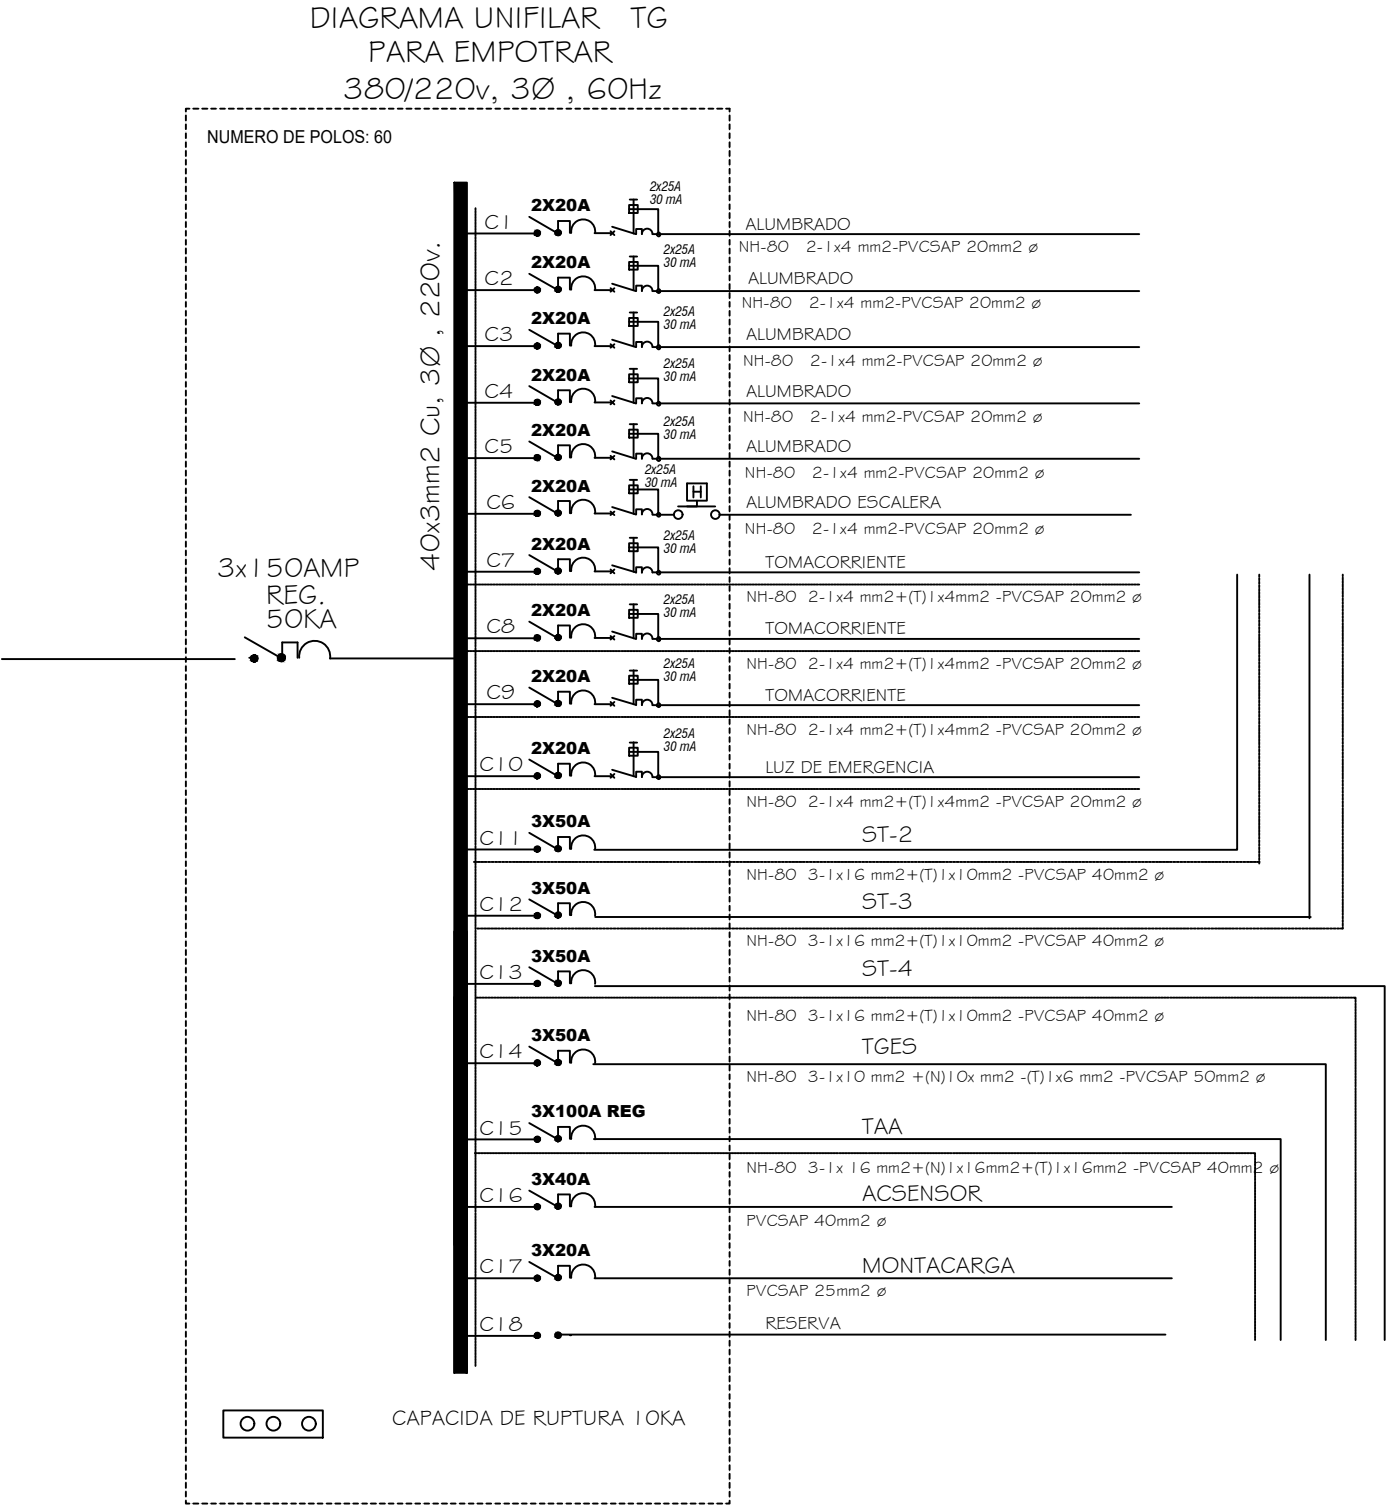 DIAGRAMA UNIFILAR TG
PARA EMPOTRAR
380/220v, 3Ø , 60Hz
NUMERO DE POLOS: 60
40x3mm2 Cu, 3Ø , 220v.
3x150AMP
REG.
50KA
C1 2X20A 2x25A
30 mA
ALUMBRADO
NH-80 2-1x4 mm2-PVCSAP 20mm2 ø
C2 2X20A 2x25A
30 mA
ALUMBRADO
NH-80 2-1x4 mm2-PVCSAP 20mm2 ø
C3 2X20A 2x25A
30 mA
ALUMBRADO
NH-80 2-1x4 mm2-PVCSAP 20mm2 ø
C4 2X20A 2x25A
30 mA
ALUMBRADO
NH-80 2-1x4 mm2-PVCSAP 20mm2 ø
C5 2X20A 2x25A
30 mA
ALUMBRADO
NH-80 2-1x4 mm2-PVCSAP 20mm2 ø
C6 2X20A 2x25A
30 mA
H
ALUMBRADO ESCALERA
NH-80 2-1x4 mm2-PVCSAP 20mm2 ø
C7 2X20A 2x25A
30 mA
TOMACORRIENTE
NH-80 2-1x4 mm2+(T)1x4mm2 -PVCSAP 20mm2 ø
C8 2X20A 2x25A
30 mA
TOMACORRIENTE
NH-80 2-1x4 mm2+(T)1x4mm2 -PVCSAP 20mm2 ø
C9 2X20A 2x25A
30 mA
TOMACORRIENTE
NH-80 2-1x4 mm2+(T)1x4mm2 -PVCSAP 20mm2 ø
C10 2X20A 2x25A
30 mA
LUZ DE EMERGENCIA
NH-80 2-1x4 mm2+(T)1x4mm2 -PVCSAP 20mm2 ø
C11 3X50A ST-2
NH-80 3-1x16 mm2+(T)1x10mm2 -PVCSAP 40mm2 ø
C12 3X50A ST-3
NH-80 3-1x16 mm2+(T)1x10mm2 -PVCSAP 40mm2 ø
C13 3X50A ST-4
NH-80 3-1x16 mm2+(T)1x10mm2 -PVCSAP 40mm2 ø
C14 3X50A TGES
NH-80 3-1x10 mm2 +(N)10x mm2 -(T)1x6 mm2 -PVCSAP 50mm2 ø
C15 3X100A REG TAA
NH-80 3-1x 16 mm2+(N)1x16mm2+(T)1x16mm2 -PVCSAP 40mm2 ø
C16 3X40A ACSENSOR
PVCSAP 40mm2 ø
C17 3X20A MONTACARGA
PVCSAP 25mm2 ø
C18 RESERVA
CAPACIDA DE RUPTURA 10KA